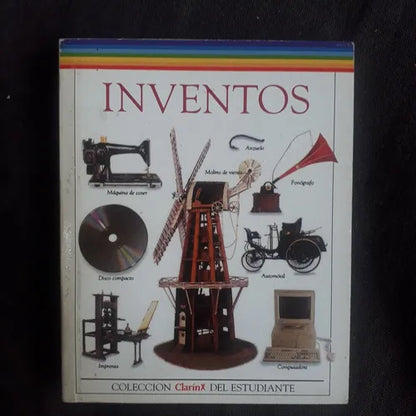 INVENTOS
Anzuelo
Molino de viento
Fonógrafo
Máquina de coser
Disco compacto
Automóvil
Imprenta
Computadora
COLECCION Clarín DEL ESTUDIANTE